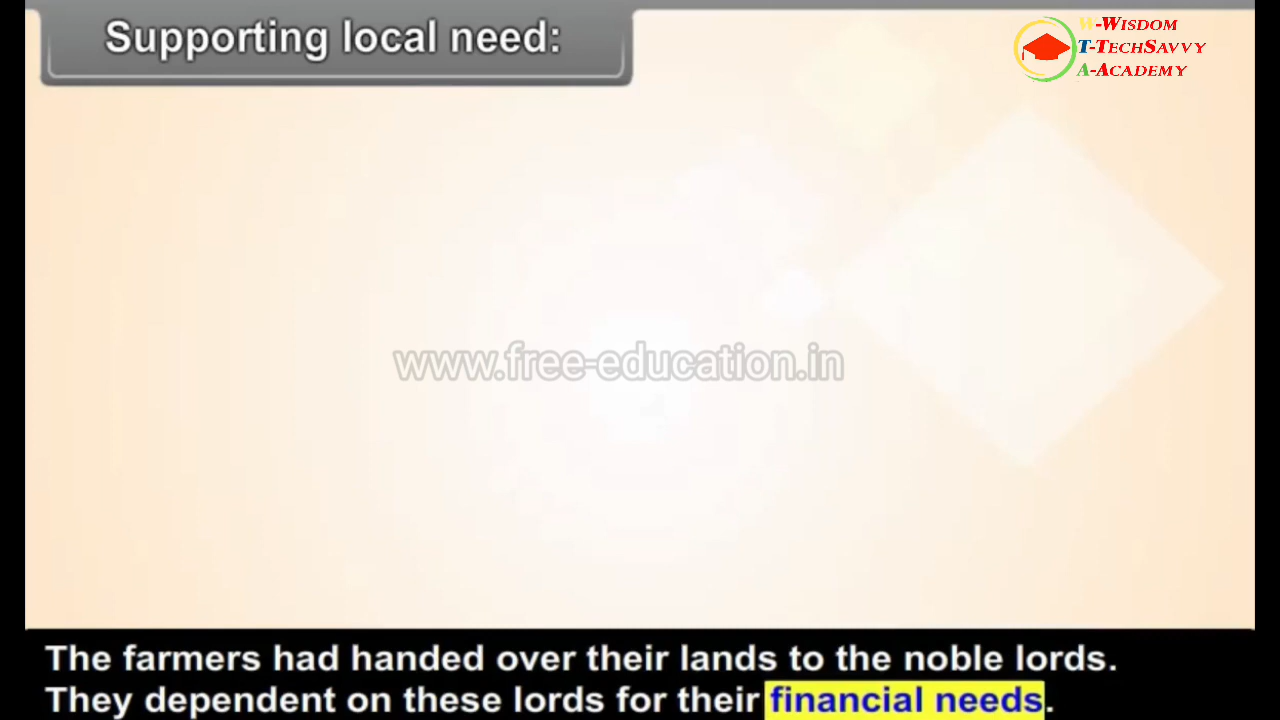 Supporting local need:
W-WISDOM
T-TECHSAVVY
A-ACADEMY
www.free-education.in
The farmers had handed over their lands to the noble lords.
They dependent on these lords for their financial needs.